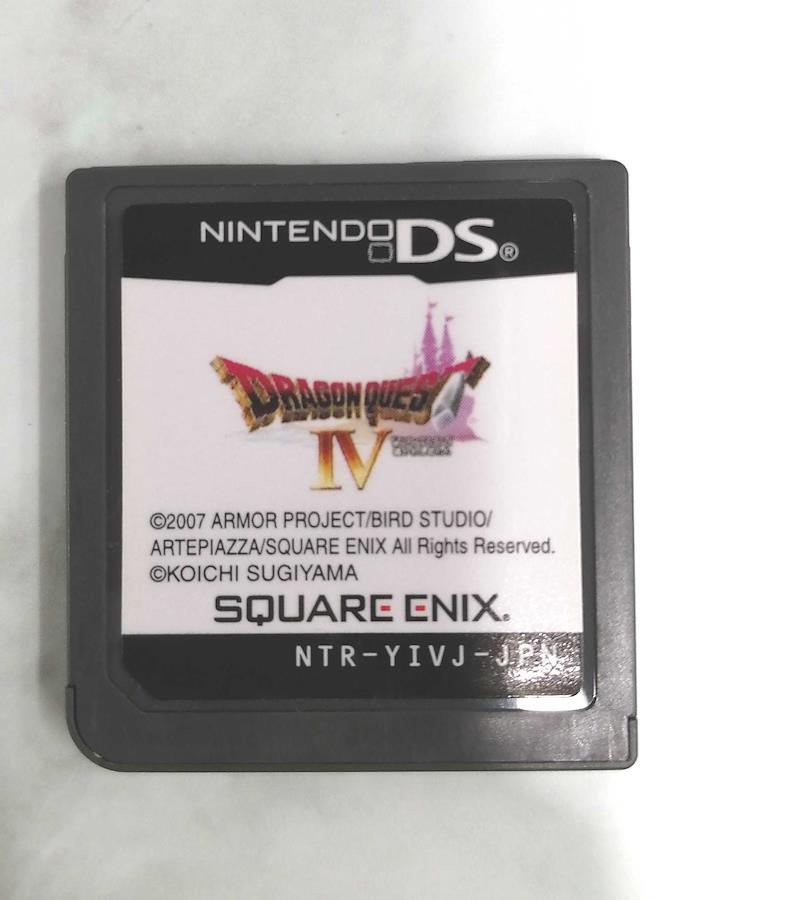 NINTENDO DS®
DRAGON QUEST
IV
©2007 ARMOR PROJECT/BIRD STUDIO/
ARTEPIAZZA/SQUARE ENIX All Rights Reserved.
©KOICHI SUGIYAMA
SQUARE ENIX.
NTR-YIVJ-JPN